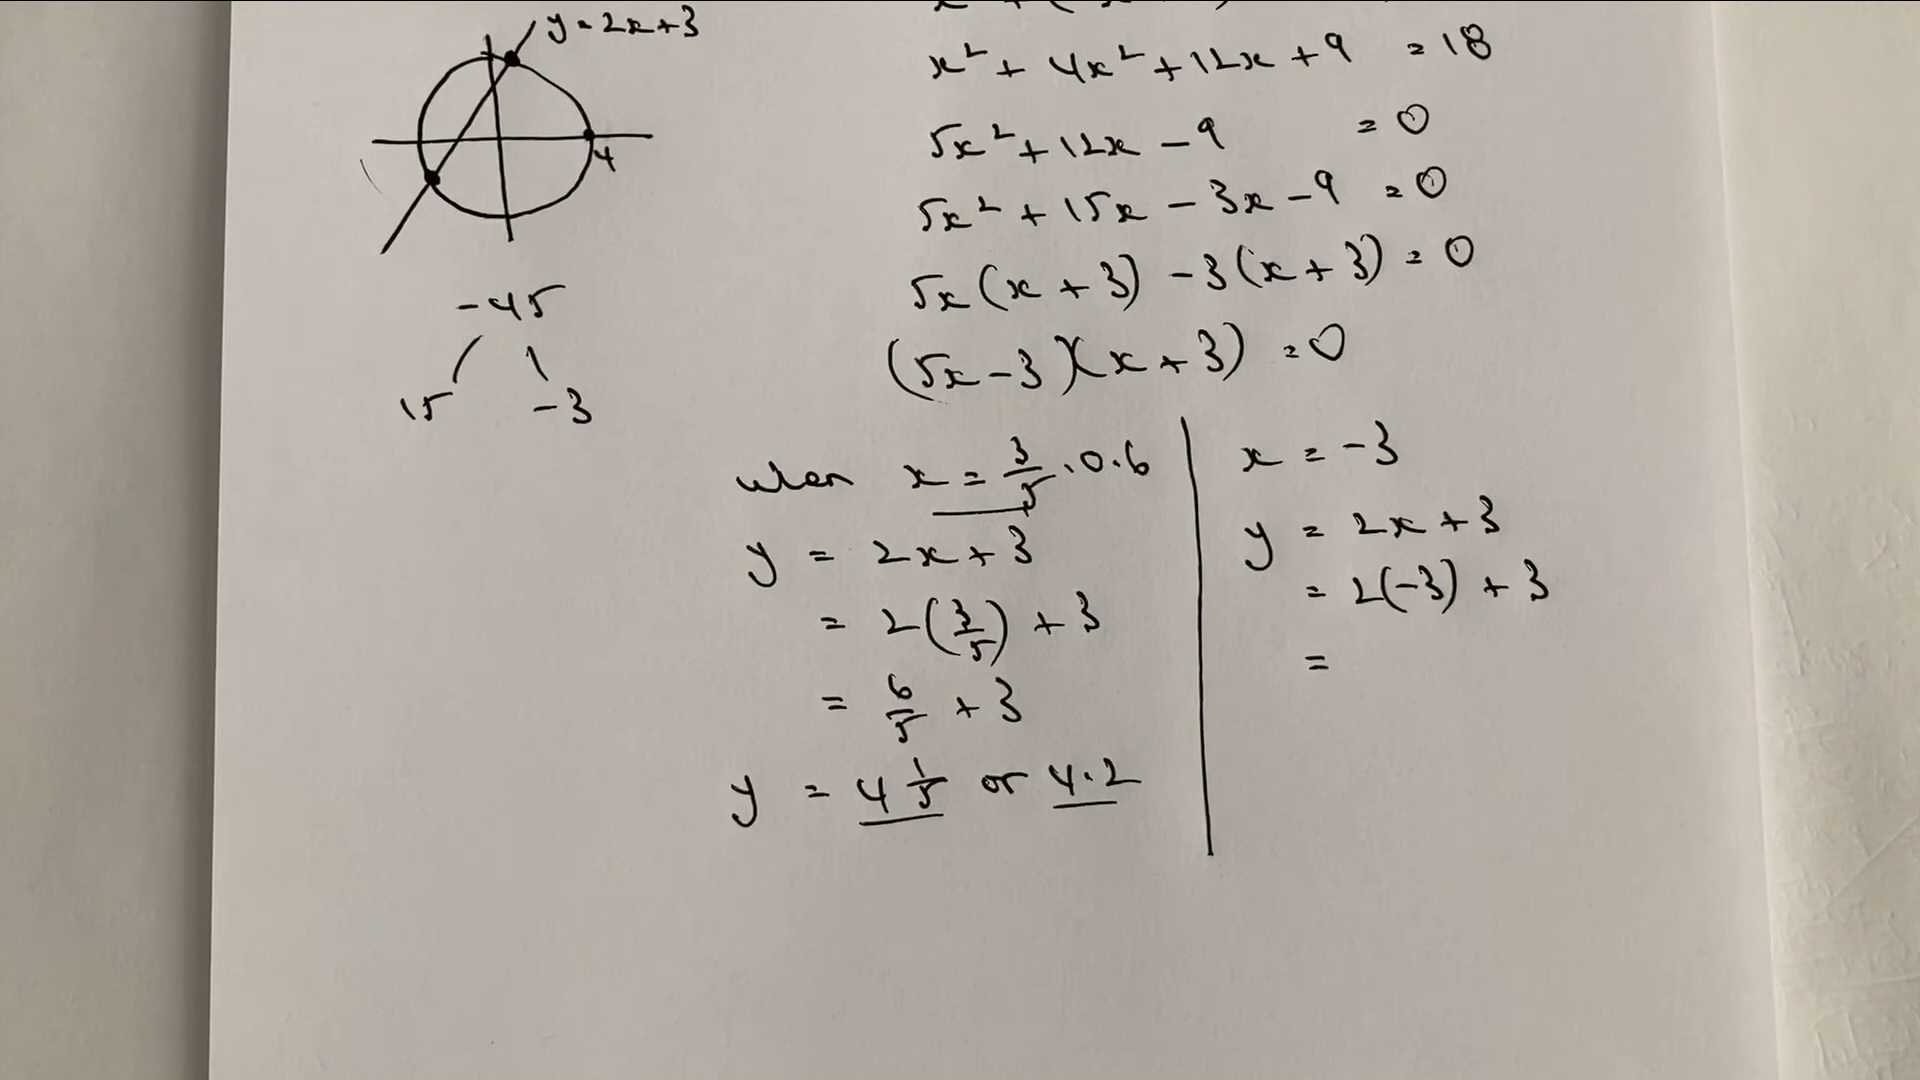 y = 2x + 3
4
-45
15 -3
x² + 4x² + 12x + 9 = 18
5x² + 12x - 9 = 0
5x² + 15x - 3x - 9 = 0
5x(x + 3) - 3(x + 3) = 0
(5x - 3)(x + 3) = 0
when x = 3/5 . 0.6
y = 2x + 3
= 2(3/5) + 3
= 6/5 + 3
y = 4 1/5 or 4.2
x = -3
y = 2x + 3
= 2(-3) + 3
=